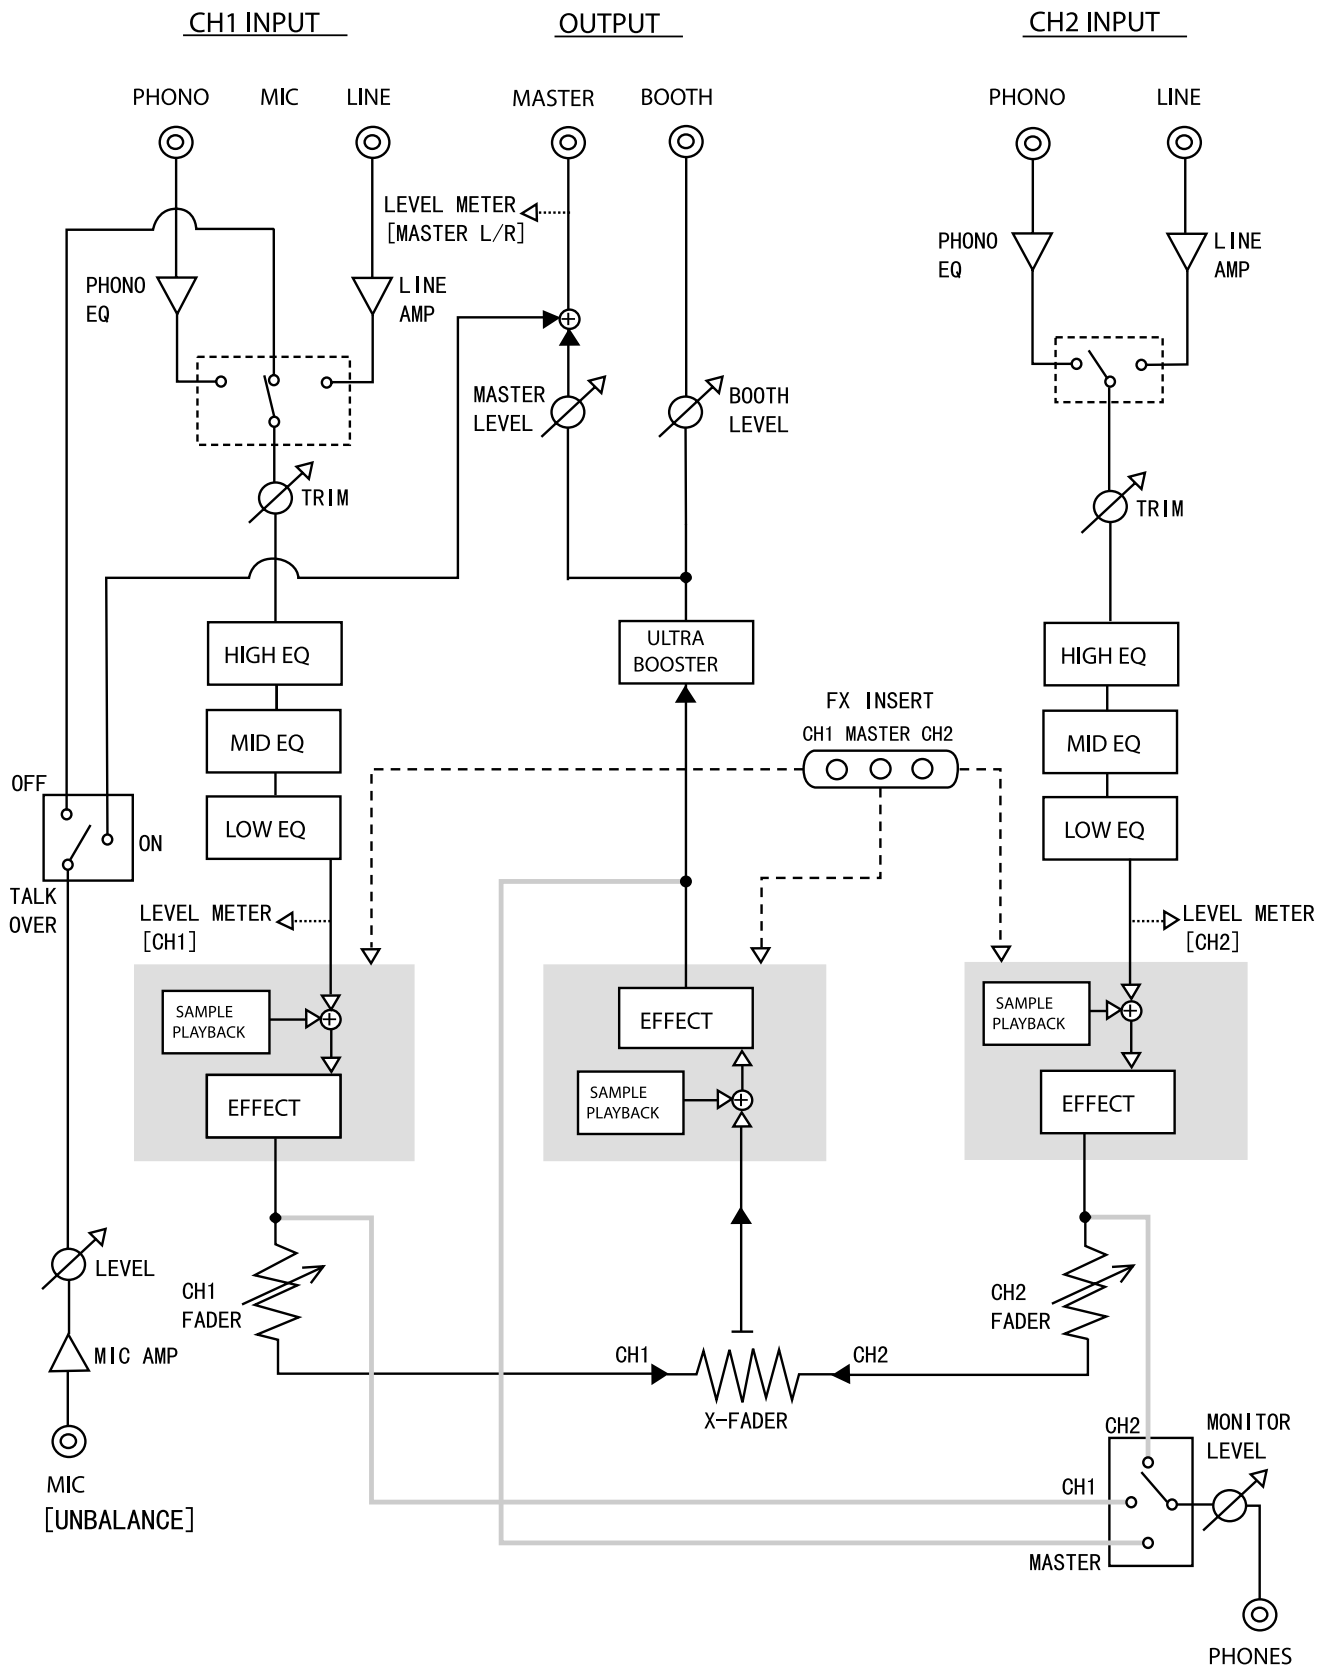 CH1 INPUT
OUTPUT
CH2 INPUT
PHONO
MIC
LINE
MASTER
BOOTH
PHONO
LINE
LEVEL METER
[MASTER L/R]
PHONO
EQ
LINE
AMP
PHONO
EQ
LINE
AMP
MASTER
LEVEL
BOOTH
LEVEL
TRIM
TRIM
HIGH EQ
MID EQ
LOW EQ
ULTRA
BOOSTER
HIGH EQ
MID EQ
LOW EQ
FX INSERT
CH1 MASTER CH2
OFF
ON
TALK
OVER
LEVEL METER
[CH1]
LEVEL METER
[CH2]
SAMPLE
PLAYBACK
EFFECT
EFFECT
SAMPLE
PLAYBACK
SAMPLE
PLAYBACK
EFFECT
LEVEL
CH1
FADER
CH2
FADER
MIC AMP
CH1
CH2
X-FADER
MIC
[UNBALANCE]
CH2
MONITOR
LEVEL
CH1
MASTER
PHONES